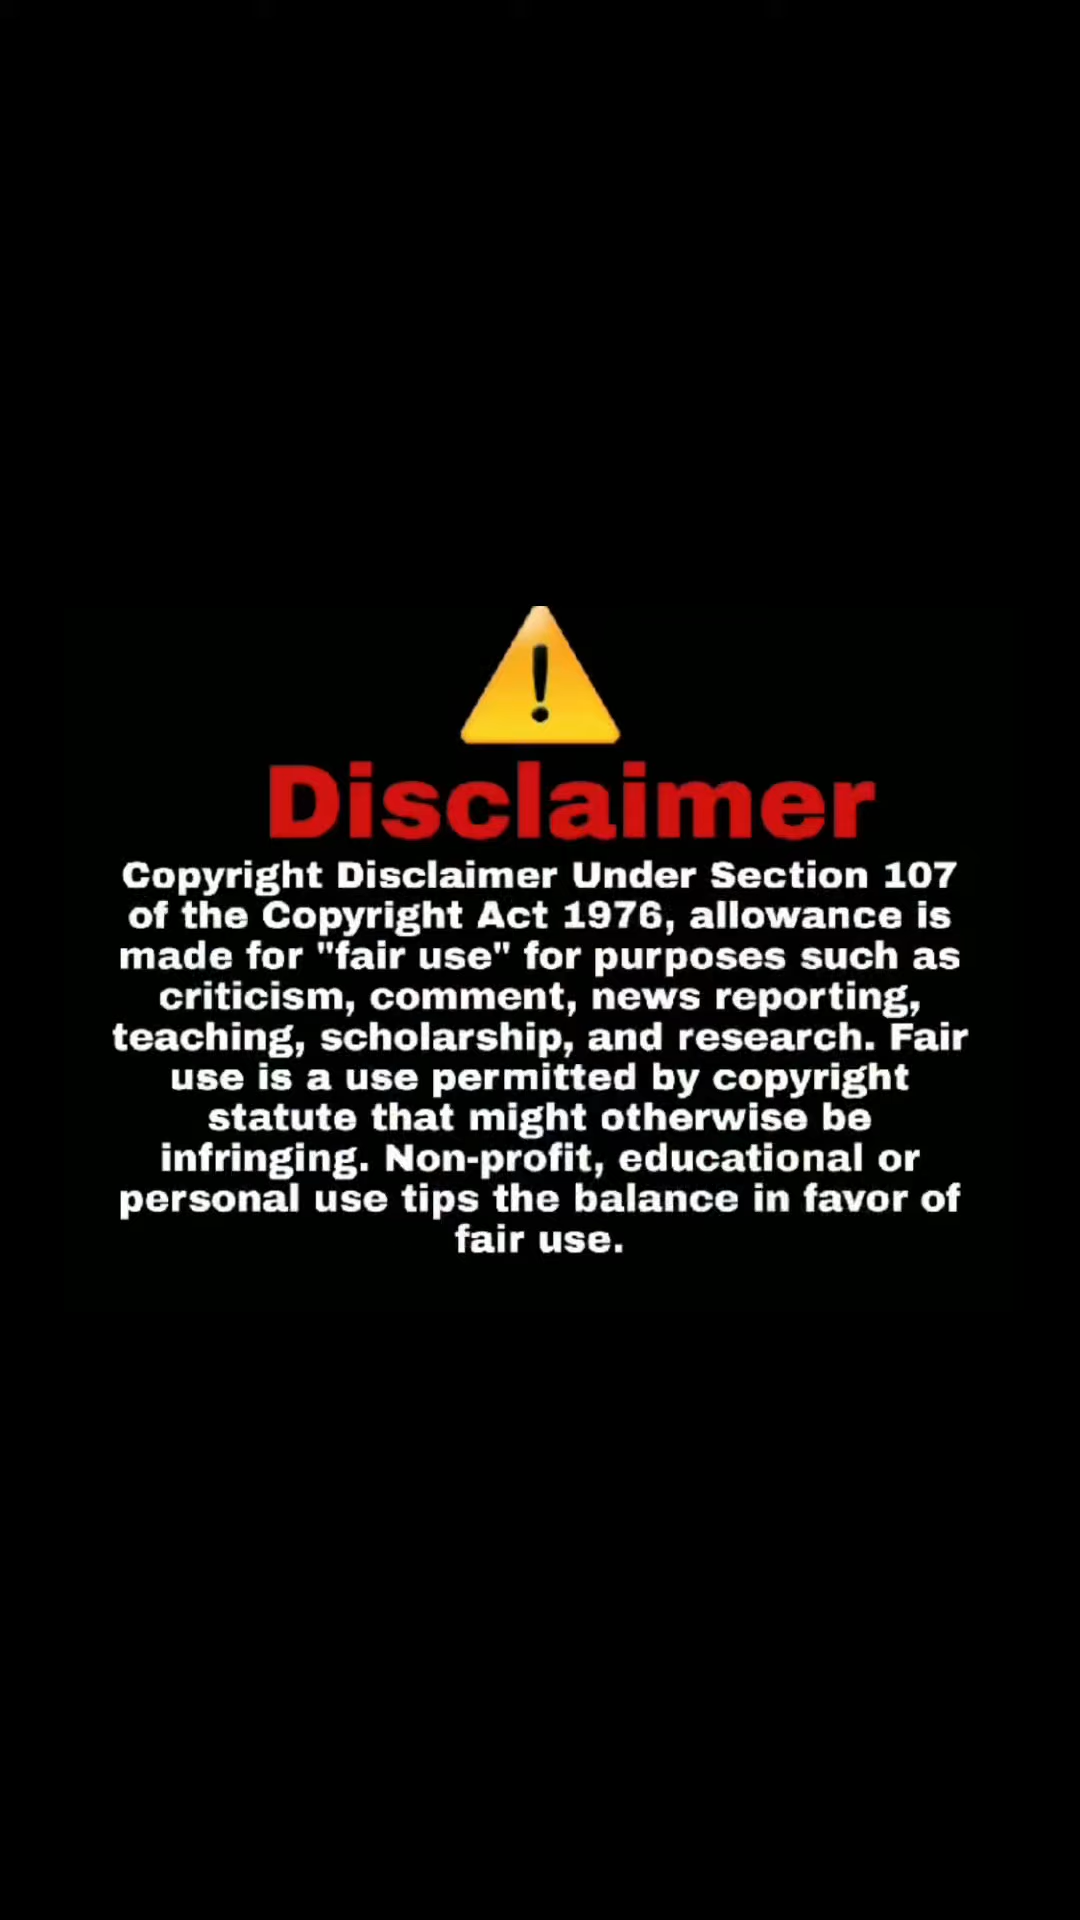 Disclaimer
Copyright Disclaimer Under Section 107
of the Copyright Act 1976, allowance is
made for "fair use" for purposes such as
criticism, comment, news reporting,
teaching, scholarship, and research. Fair
use is a use permitted by copyright
statute that might otherwise be
infringing. Non-profit, educational or
personal use tips the balance in favor of
fair use.